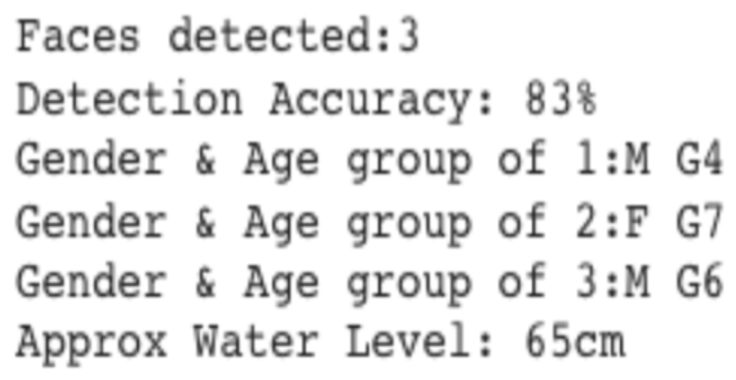 Faces detected:3
Detection Accuracy: 83%
Gender & Age group of 1:M G4
Gender & Age group of 2:F G7
Gender & Age group of 3:M G6
Approx Water Level: 65cm